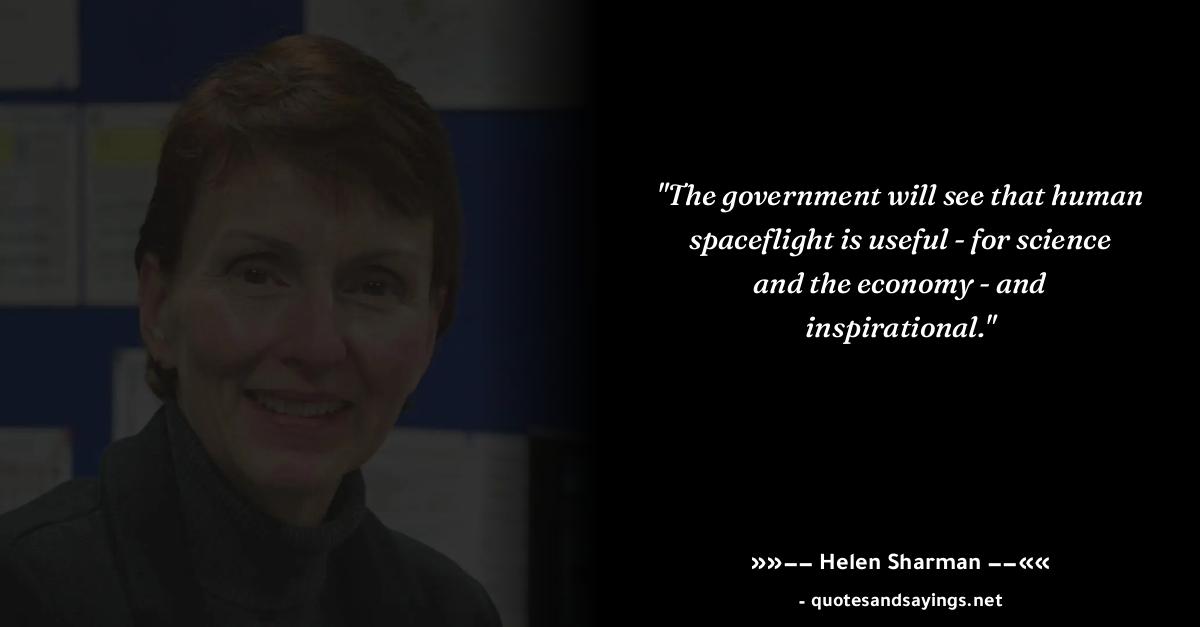 "The government will see that human
spaceflight is useful - for science
and the economy - and
inspirational."
»»−− Helen Sharman −−««
- quotesandsayings.net